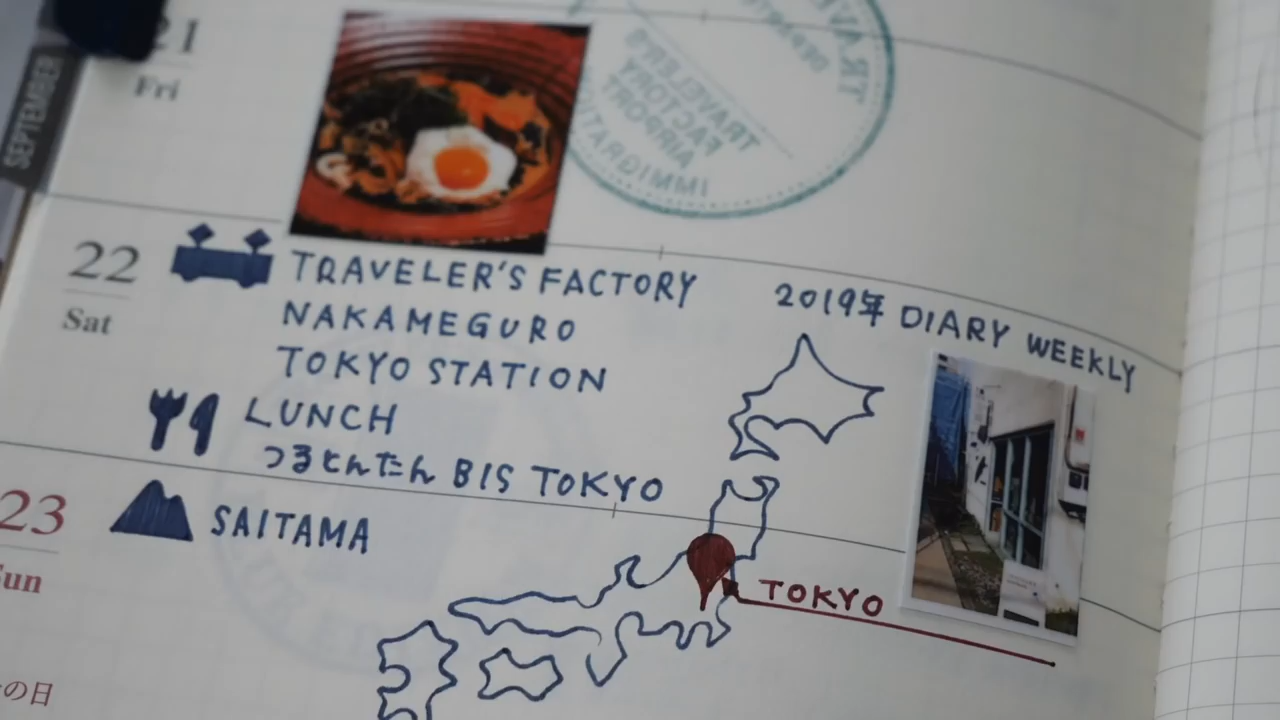 SEPTEMBER
21
Fri
TRAVELER'S
FACTORY
AIRPORT
22
Sat
TRAVELER'S FACTORY
NAKAMEGURO
TOKYO STATION
LUNCH
つるとんたん BIS TOKYO
2019年 DIARY WEEKLY
23
Sun
SAITAMA
TOKYO
の日